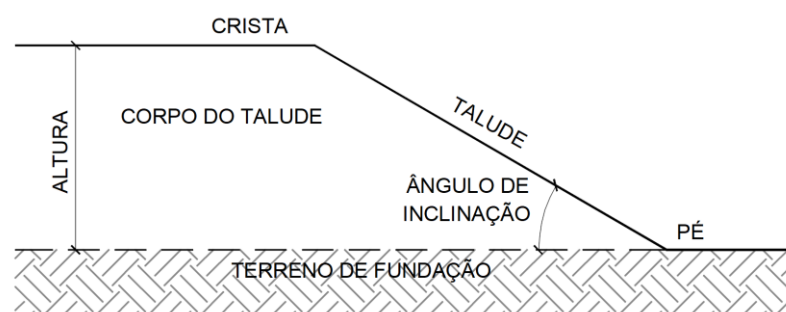 CRISTA
ALTURA
CORPO DO TALUDE
TALUDE
ÂNGULO DE
INCLINAÇÃO
PÉ
TERRENO DE FUNDAÇÃO